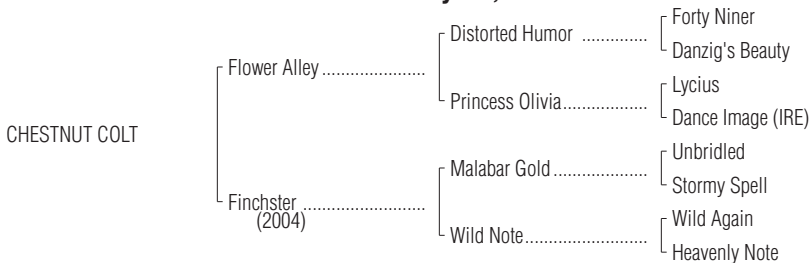 Forty Niner
Distorted Humor ..............
Danzig's Beauty
Flower Alley ......................
Lycius
Princess Olivia..................
Dance Image (IRE)
CHESTNUT COLT
Unbridled
Malabar Gold ....................
Stormy Spell
Finchster ..........................
(2004)
Wild Again
Wild Note..........................
Heavenly Note